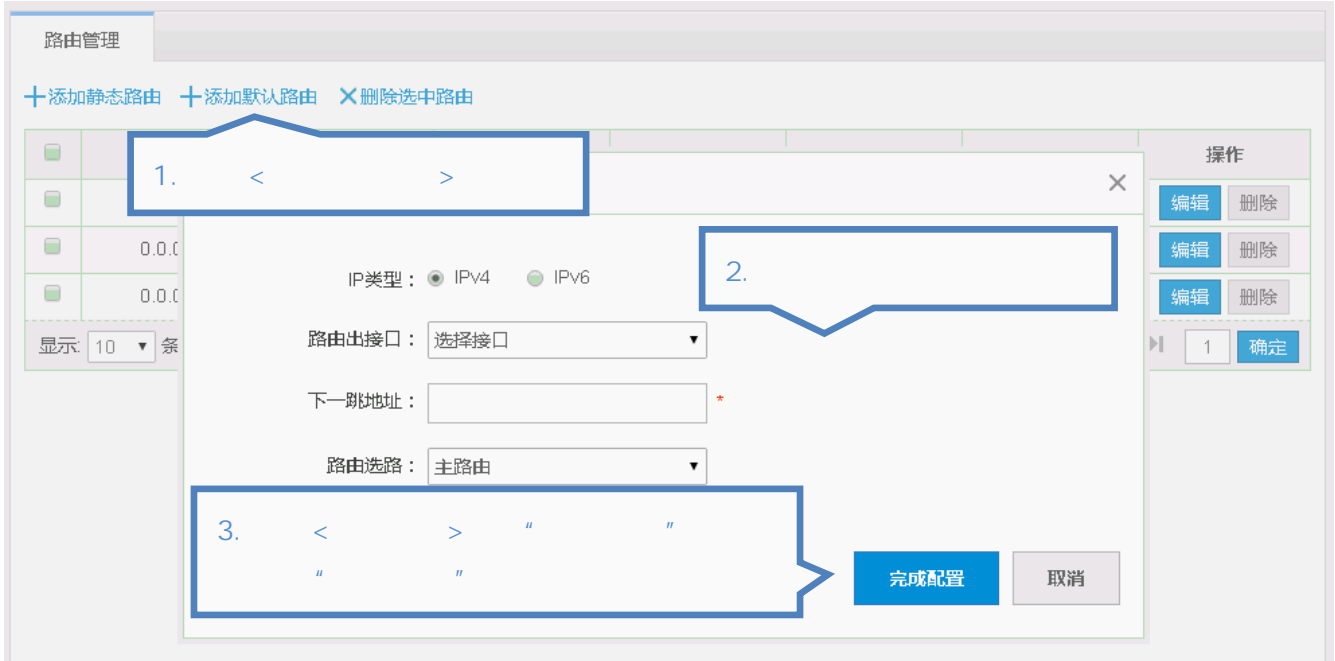 路由管理
添加静态路由 添加默认路由 删除选中路由
操作
1. < >
编辑 删除
0.0.0
IP类型： IPv4 IPv6
2.
编辑 删除
0.0.0
编辑 删除
路由出接口： 选择接口
显示: 10 条
1 确定
下一跳地址： *
路由选路： 主路由
3. < > “ ”
“ ”
完成配置 取消